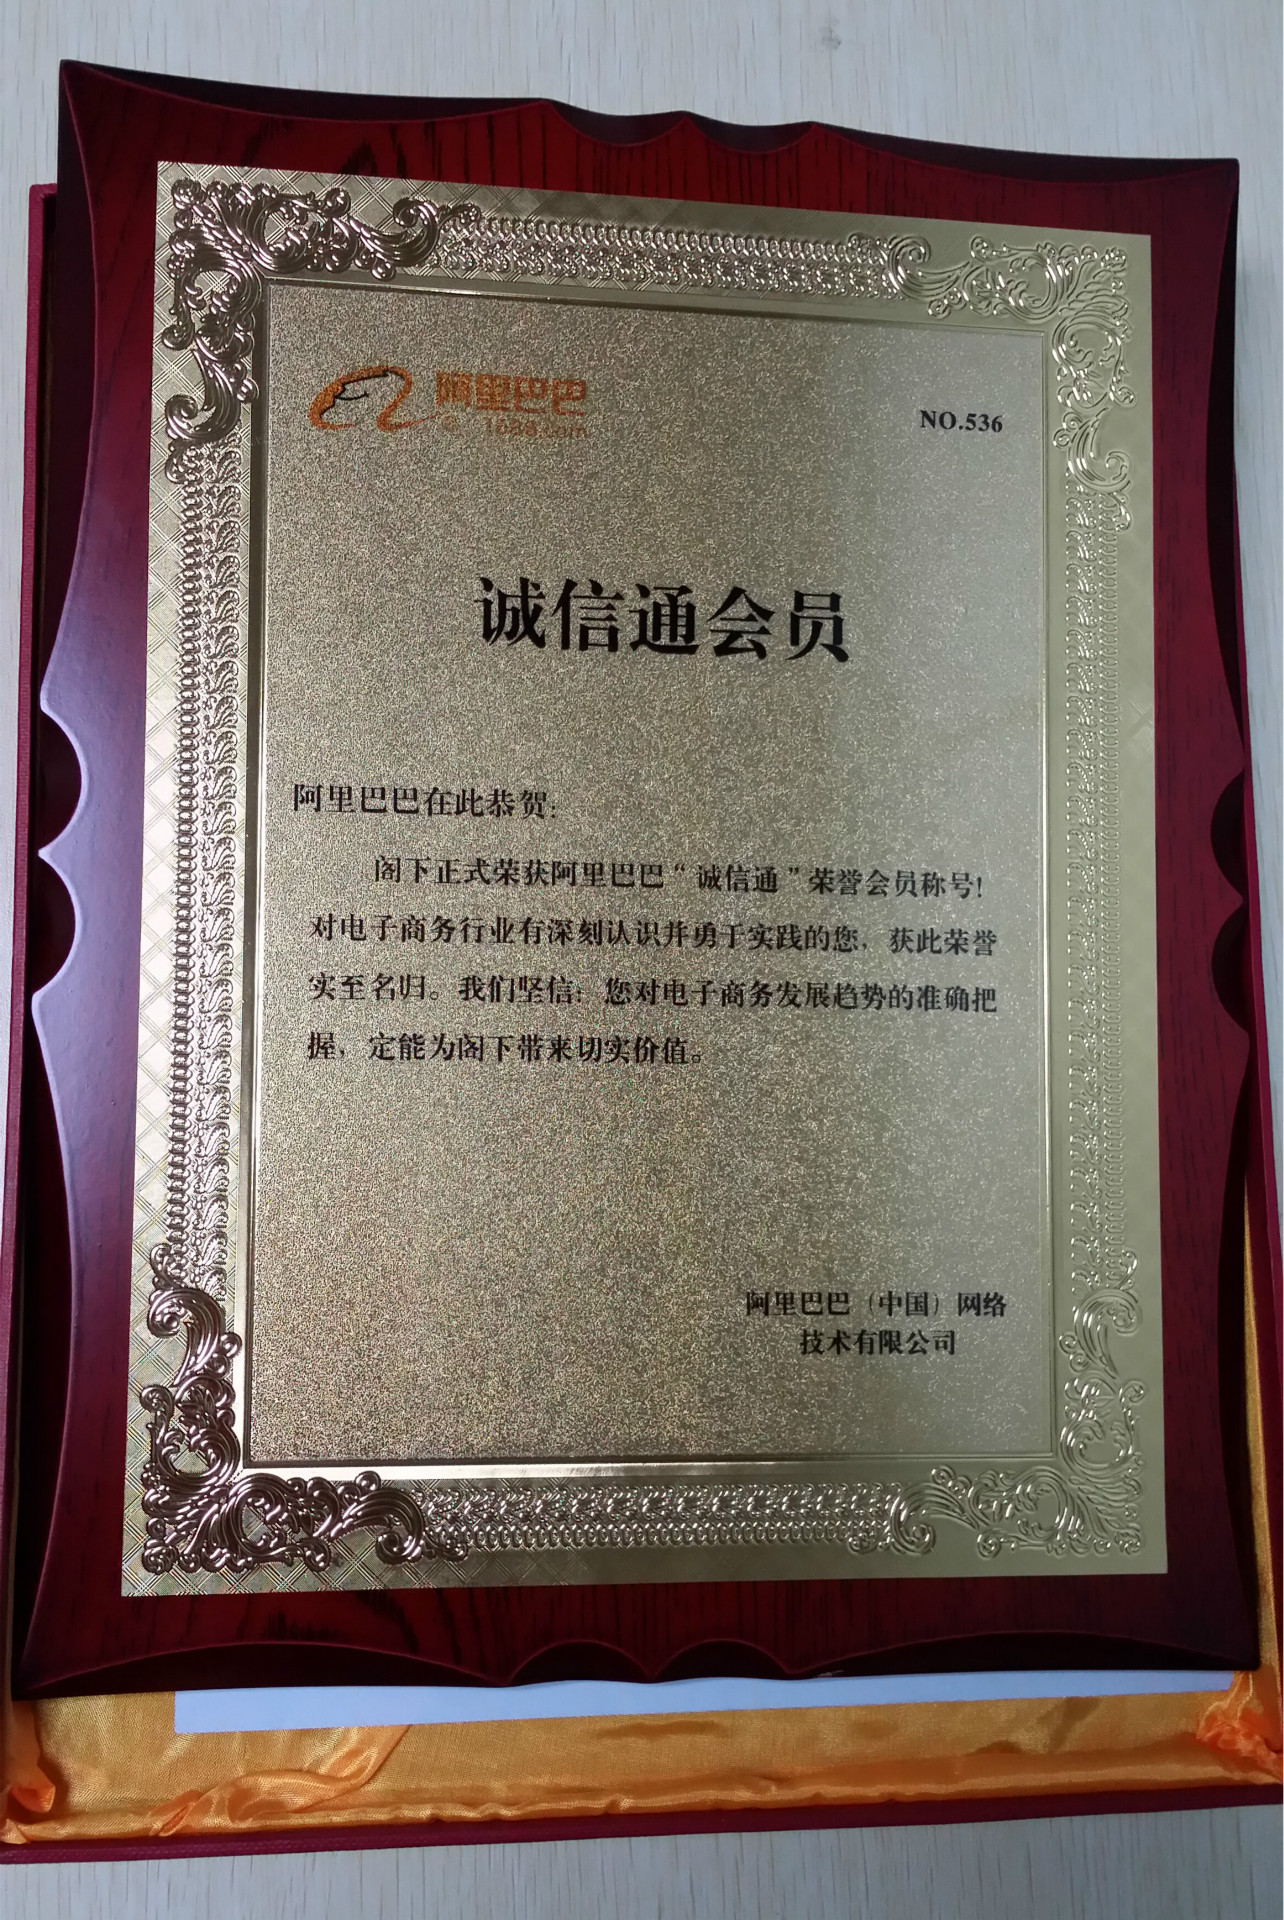 阿里巴巴
1688.com
NO.536
诚信通会员
阿里巴巴在此恭贺：
阁下正式荣获阿里巴巴“诚信通”荣誉会员称号！
对电子商务行业有深刻认识并勇于实践的您，获此荣誉
实至名归。我们坚信：您对电子商务发展趋势的准确把
握，定能为阁下带来切实价值。
阿里巴巴（中国）网络
技术有限公司